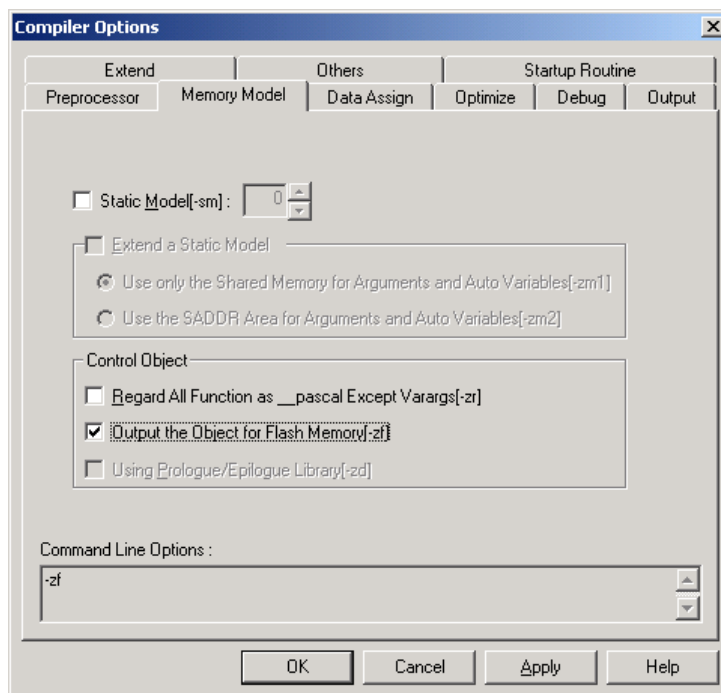 Compiler Options
Extend Others Startup Routine
Preprocessor Memory Model Data Assign Optimize Debug Output
Static Model[-sm] : 0
Extend a Static Model
Use only the Shared Memory for Arguments and Auto Variables[-zm1]
Use the SADDR Area for Arguments and Auto Variables[-zm2]
Control Object
Regard All Function as __pascal Except Varargs[-zr]
Output the Object for Flash Memory[-zf]
Using Prologue/Epilogue Library[-zd]
Command Line Options :
-zf
OK Cancel Apply Help